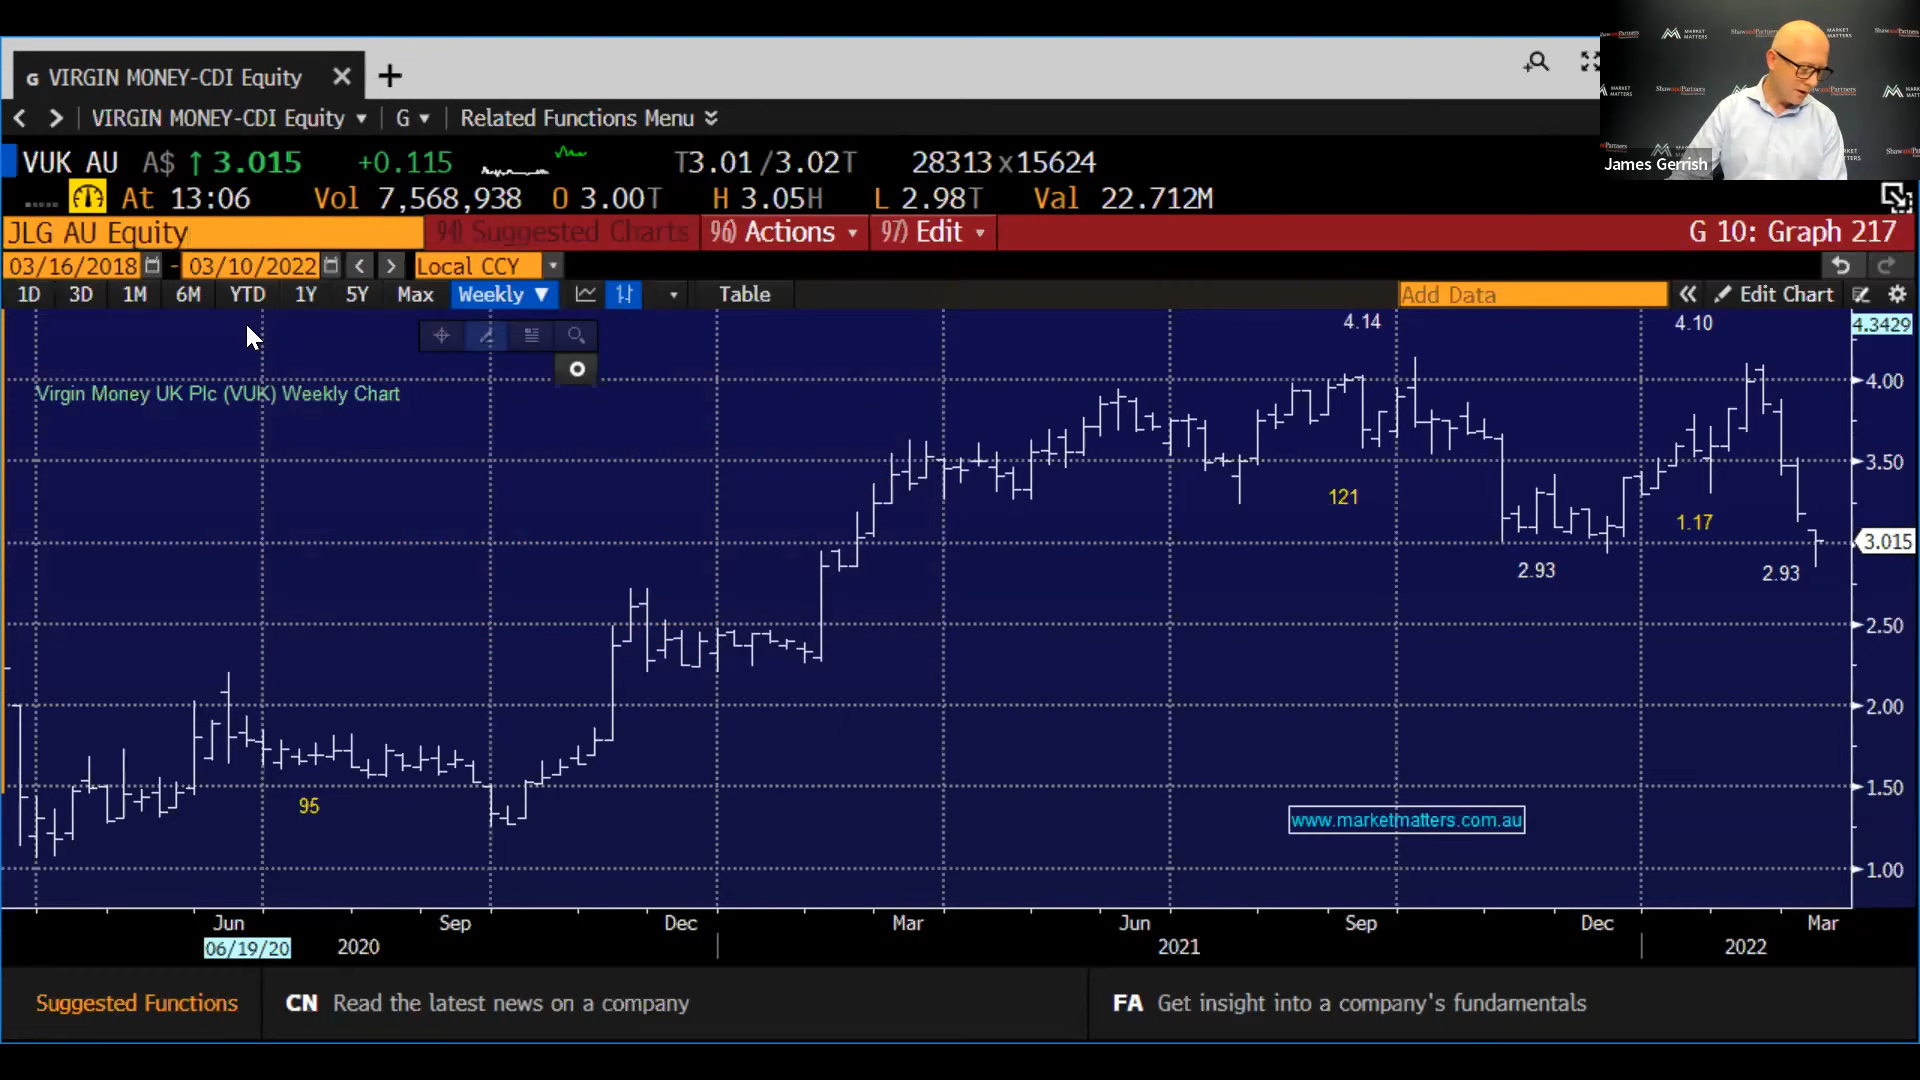 G VIRGIN MONEY-CDI Equity
VIRGIN MONEY-CDI Equity G Related Functions Menu
VUK AU A$ 3.015 +0.115 T3.01/3.02T 28313x15624
At 13:06 Vol 7,568,938 O 3.00T H 3.05H L 2.98T Val 22.712M
JLG AU Equity 94) Suggested Charts 96) Actions 97) Edit G 10: Graph 217
03/16/2018 - 03/10/2022 Local CCY
1D 3D 1M 6M YTD 1Y 5Y Max Weekly Table Add Data Edit Chart
4.14 4.10 4.3429
4.00
Virgin Money UK Plc (VUK) Weekly Chart
3.50
121
1.17
3.015
2.93 2.93
2.50
2.00
1.50
95
www.marketmatters.com.au
1.00
Jun Sep Dec Mar Jun Sep Dec Mar
06/19/20 2020 2021 2022
Suggested Functions CN Read the latest news on a company FA Get insight into a company's fundamentals
James Gerrish
MARKET MATTERS
ShawandPartners